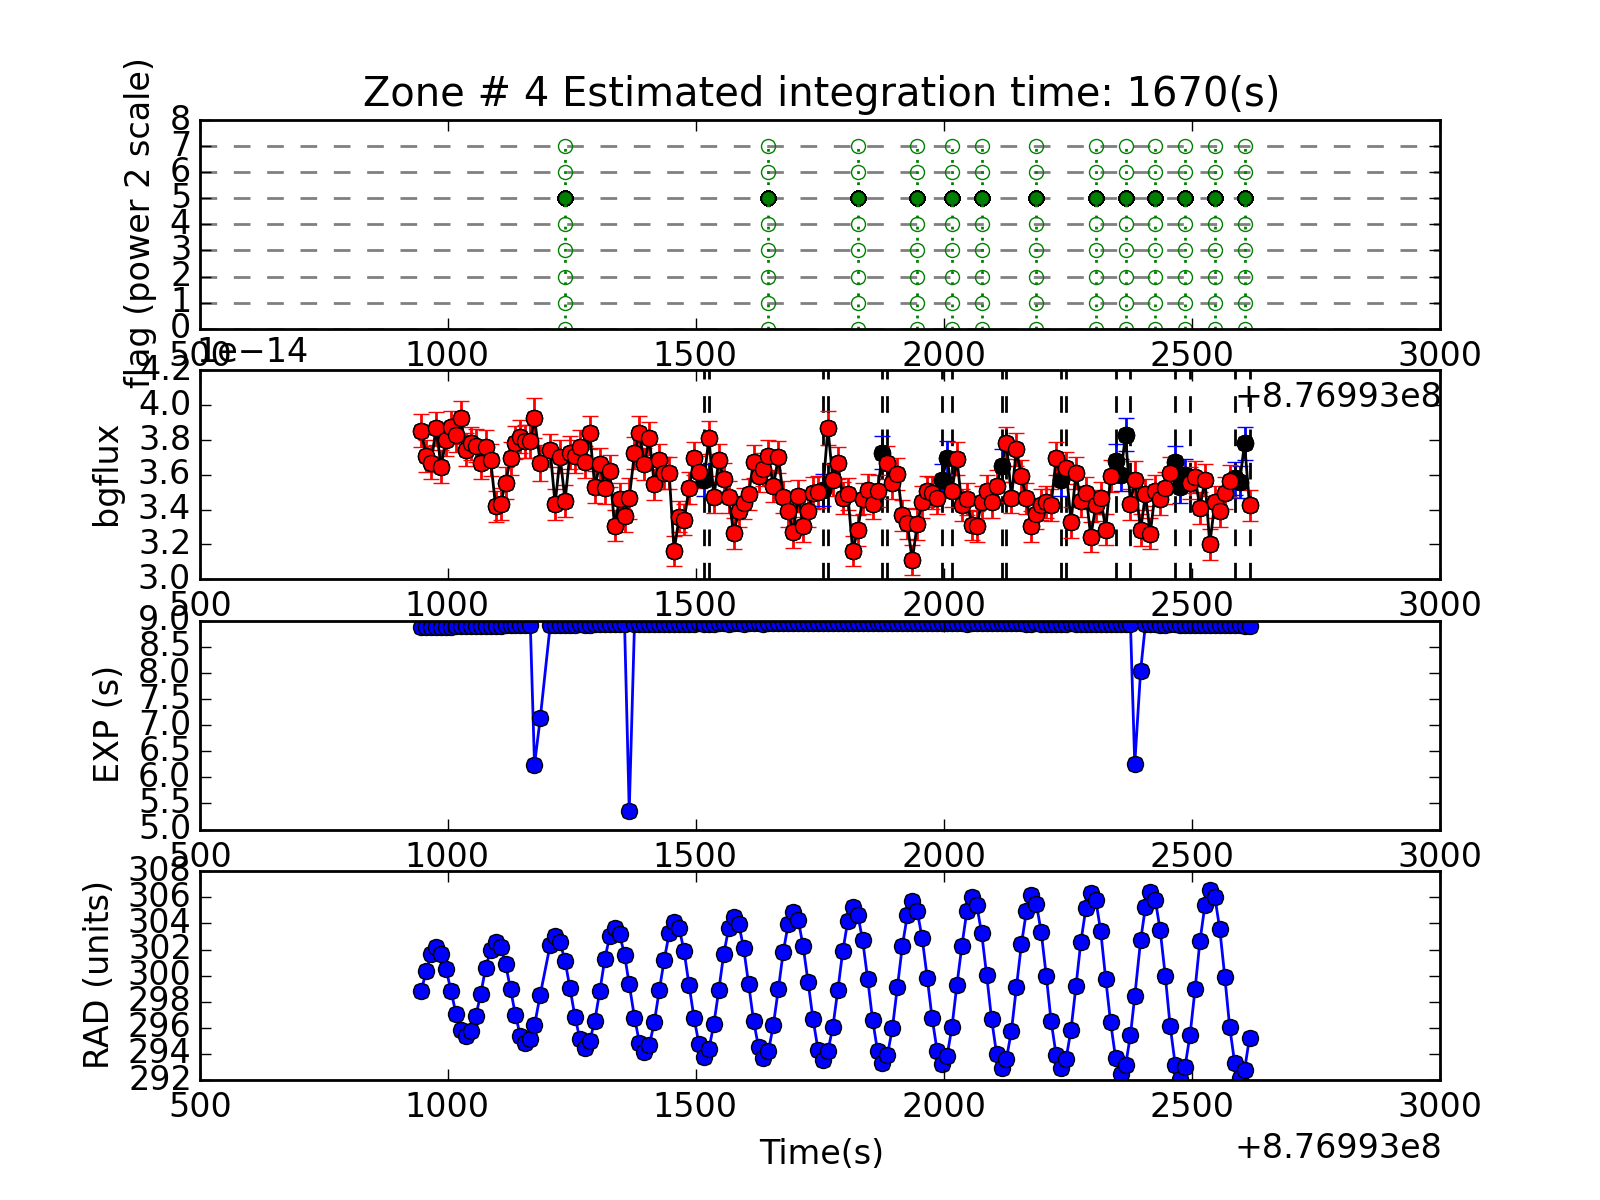 Zone # 4 Estimated integration time: 1670(s)
flag (power 2 scale)
8
7
6
5
4
3
2
1
0
500 1000 1500 2000 2500 3000
1e−14
+8.76993e8
bgflux
4.2
4.0
3.8
3.6
3.4
3.2
3.0
500 1000 1500 2000 2500 3000
EXP (s)
9.0
8.5
8.0
7.5
7.0
6.5
6.0
5.5
5.0
500 1000 1500 2000 2500 3000
RAD (units)
308
306
304
302
300
298
296
294
292
500 1000 1500 2000 2500 3000
Time(s)
+8.76993e8